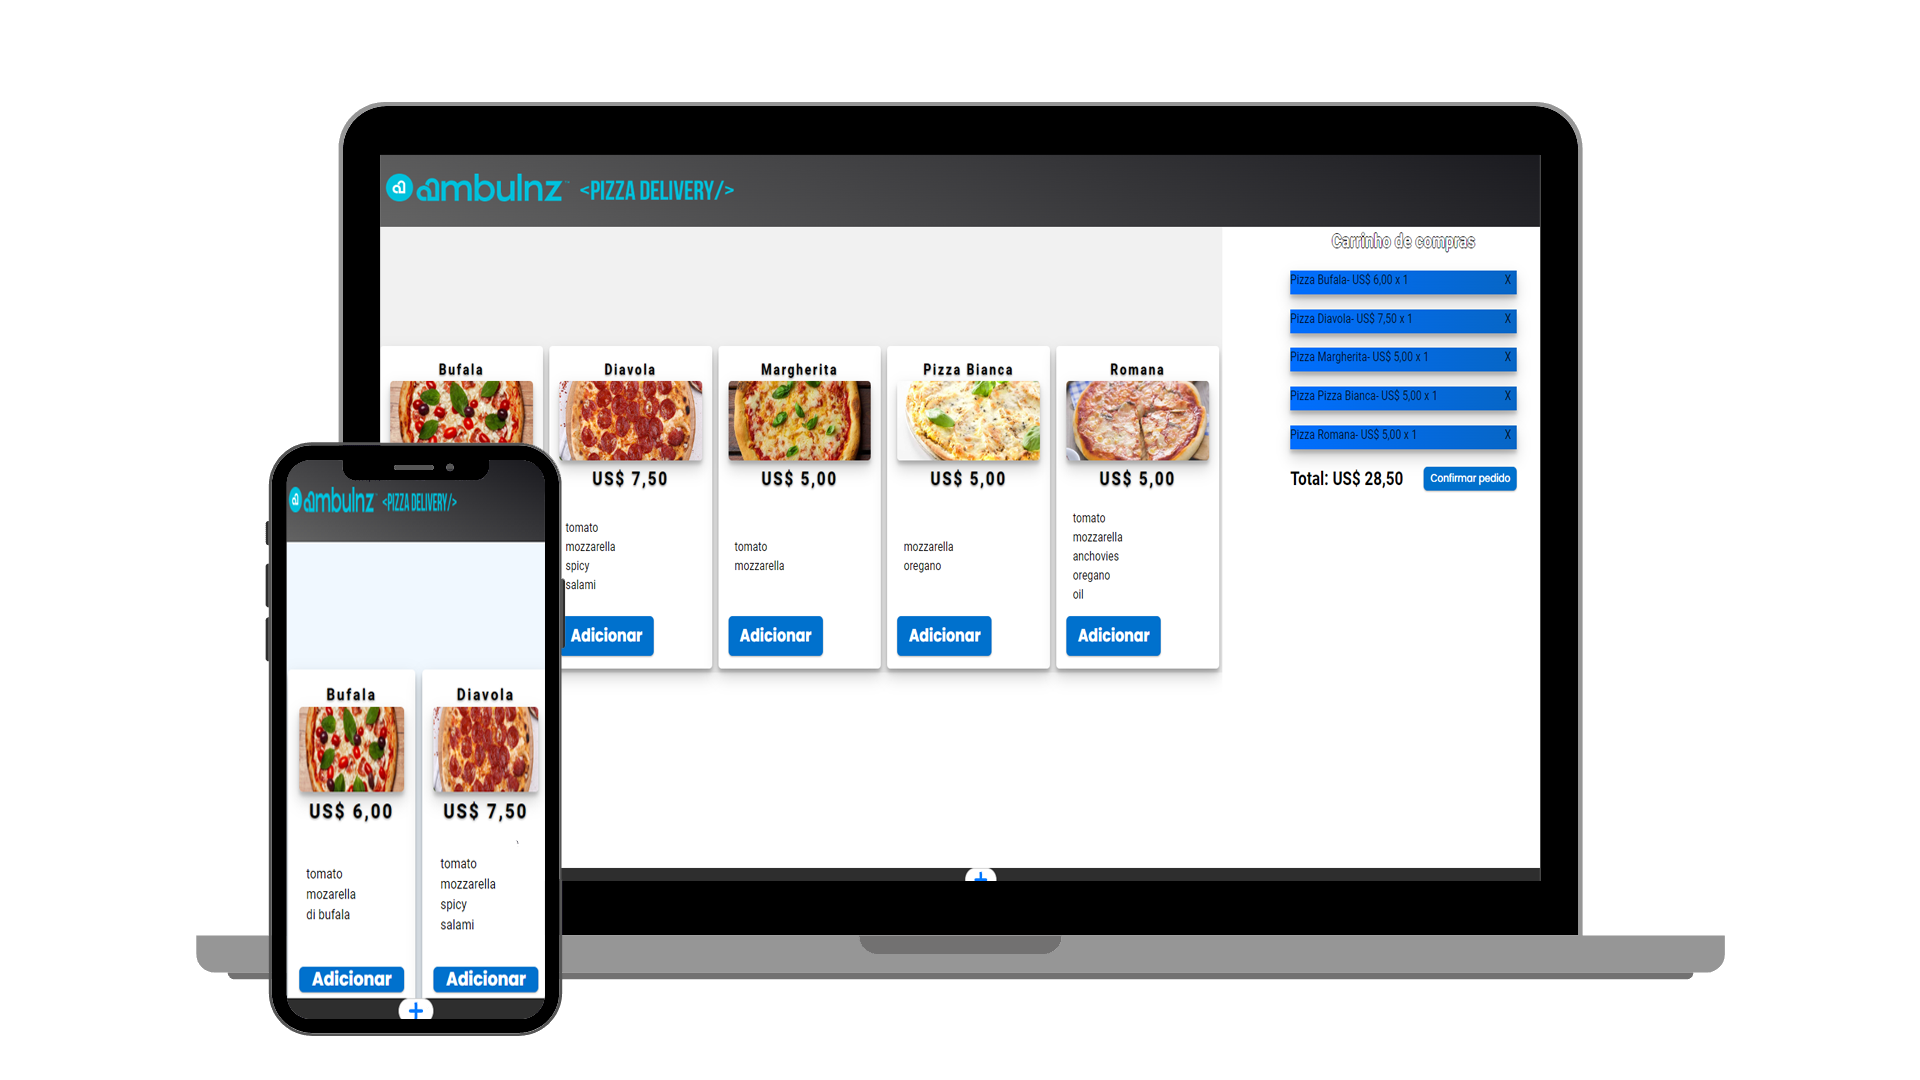 ambulnz™ <PIZZA DELIVERY/>
Carrinho de compras
Pizza Bufala- US$ 6,00 x 1 X
Pizza Diavola- US$ 7,50 x 1 X
Pizza Margherita- US$ 5,00 x 1 X
Pizza Pizza Bianca- US$ 5,00 x 1 X
Pizza Romana- US$ 5,00 x 1 X
Total: US$ 28,50
Confirmar pedido
Bufala
Diavola
US$ 7,50
tomato
mozzarella
spicy
salami
Adicionar
Margherita
US$ 5,00
tomato
mozzarella
Adicionar
Pizza Bianca
US$ 5,00
mozzarella
oregano
Adicionar
Romana
US$ 5,00
tomato
mozzarella
anchovies
oregano
oil
Adicionar
+
ambulnz <PIZZA DELIVERY/>
Bufala
US$ 6,00
tomato
mozarella
di bufala
Adicionar
Diavola
US$ 7,50
tomato
mozzarella
spicy
salami
Adicionar
+